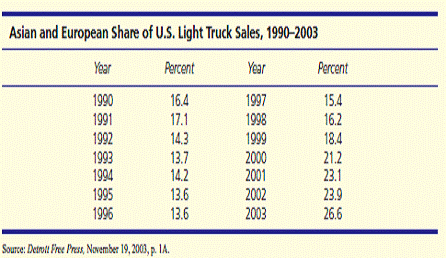 Asian and European Share of U.S. Light Truck Sales, 1990–2003
Year Percent Year Percent
1990 16.4 1997 15.4
1991 17.1 1998 16.2
1992 14.3 1999 18.4
1993 13.7 2000 21.2
1994 14.2 2001 23.1
1995 13.6 2002 23.9
1996 13.6 2003 26.6
Source: Detroit Free Press, November 19, 2003, p. 1A.